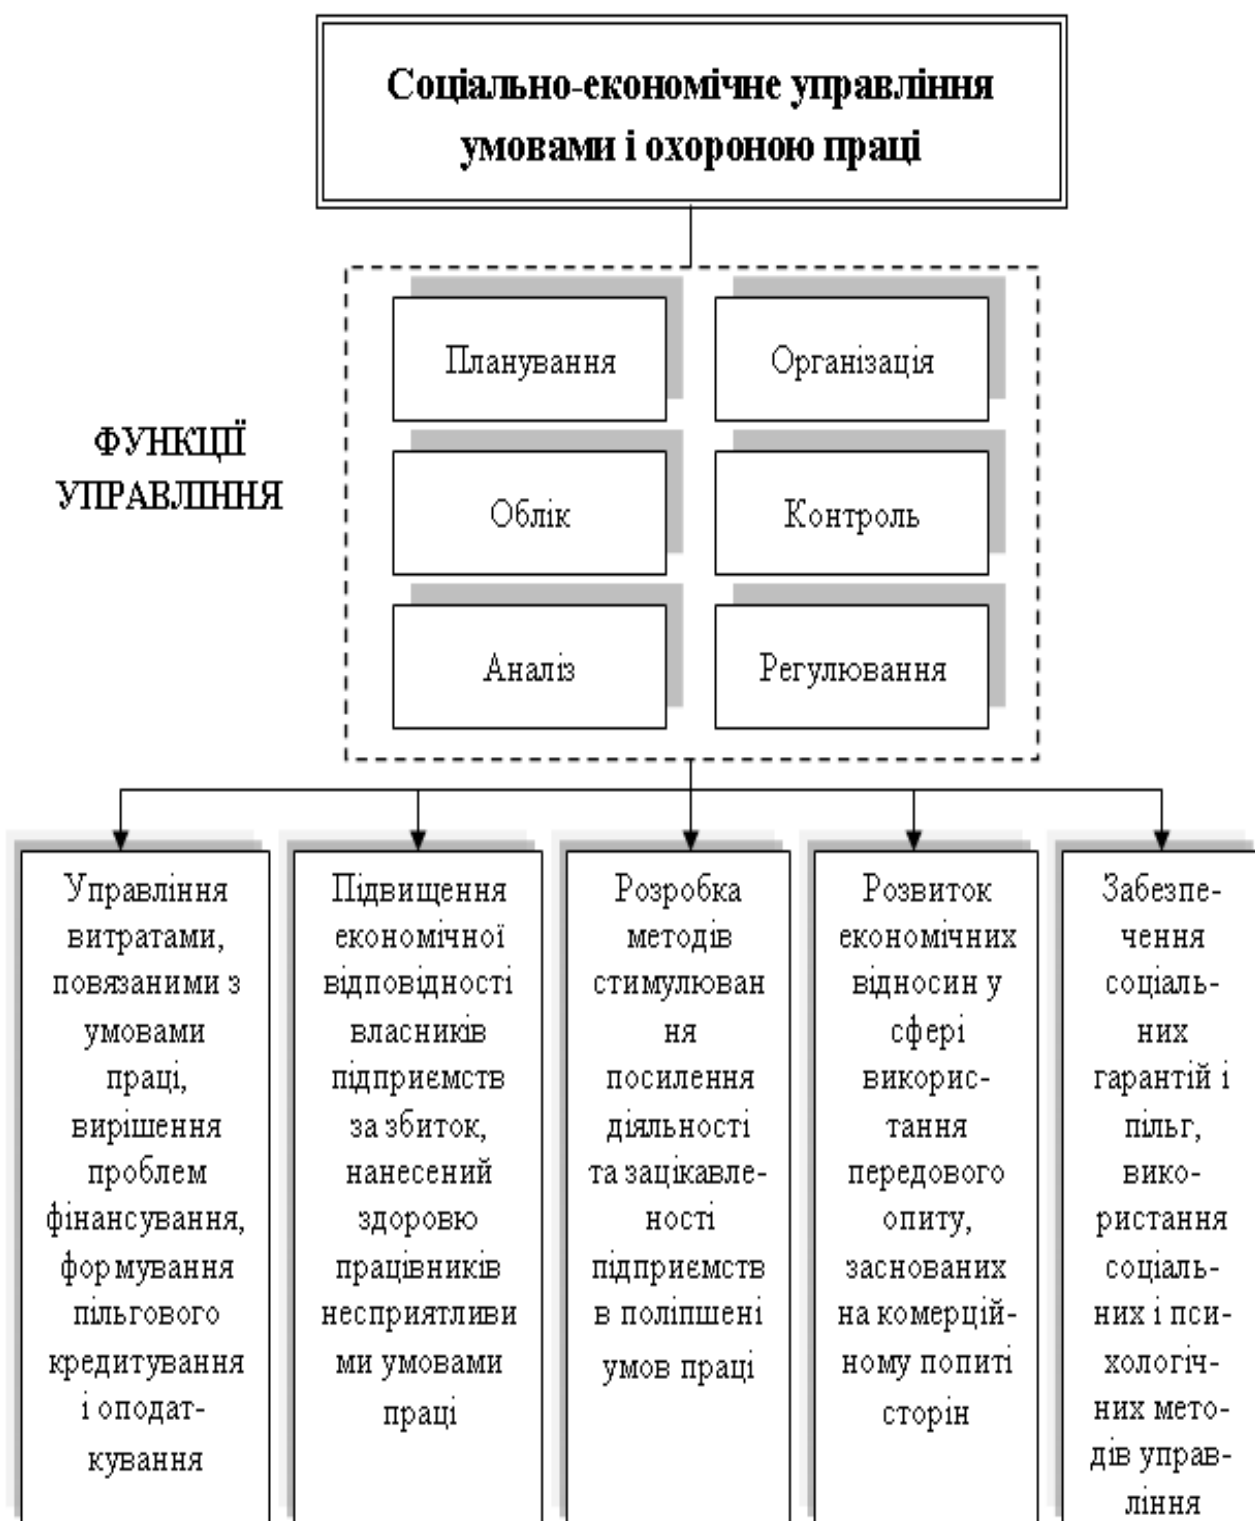 Соціально-економічне управління
умовами і охороною праці
ФУНКЦІЇ
УПРАВЛІННЯ
Планування
Організація
Облік
Контроль
Аналіз
Регулювання
Управління
витратами,
повязаними з
умовами
праці,
вирішення
проблем
фінансування,
формування
пільгового
кредитування
і оподат-
кування
Підвищення
економічної
відповідності
власників
підприємств
за збиток,
нанесений
здоровю
працівників
несприятливи
ми умовами
праці
Розробка
методів
стимулюван
ня
посилення
діяльності
та зацікавле-
ності
підприємств
в поліпшені
умов праці
Розвиток
економічних
відносин у
сфері
викорис-
тання
передового
опиту,
заснованих
на комерцій-
ному попиті
сторін
Забезпе-
чення
соціаль-
них
гарантій і
пільг,
вико-
ристання
соціаль-
них і пси-
хологіч-
них мето-
дів управ-
ління